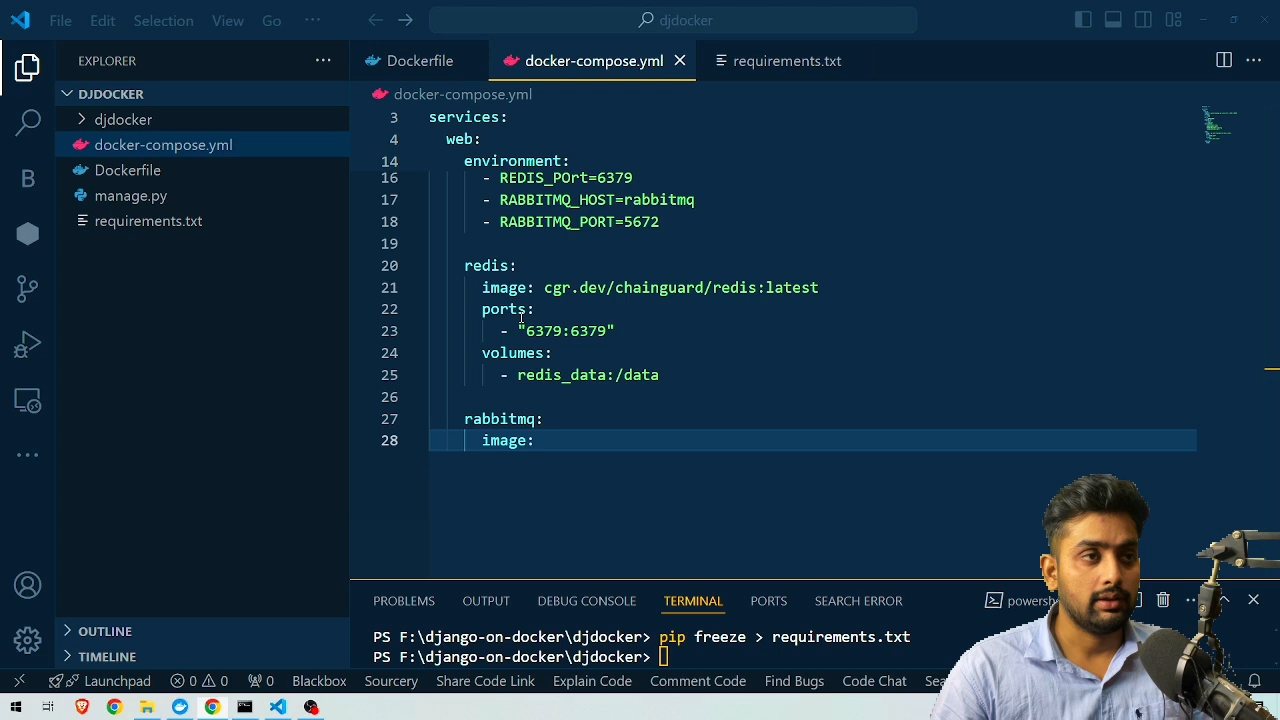 File Edit Selection View Go ···
djdocker
EXPLORER
DJDOCKER
djdocker
docker-compose.yml
Dockerfile
manage.py
requirements.txt
OUTLINE
TIMELINE
Dockerfile
docker-compose.yml
requirements.txt
docker-compose.yml
3 services:
4 web:
14 environment:
16 - REDIS_POrt=6379
17 - RABBITMQ_HOST=rabbitmq
18 - RABBITMQ_PORT=5672
19
20 redis:
21 image: cgr.dev/chainguard/redis:latest
22 ports:
23 - "6379:6379"
24 volumes:
25 - redis_data:/data
26
27 rabbitmq:
28 image:
PROBLEMS OUTPUT DEBUG CONSOLE TERMINAL PORTS SEARCH ERROR
PS F:\django-on-docker\djdocker> pip freeze > requirements.txt
PS F:\django-on-docker\djdocker>
Launchpad 0 0 0 Blackbox Sourcery Share Code Link Explain Code Comment Code Find Bugs Code Chat